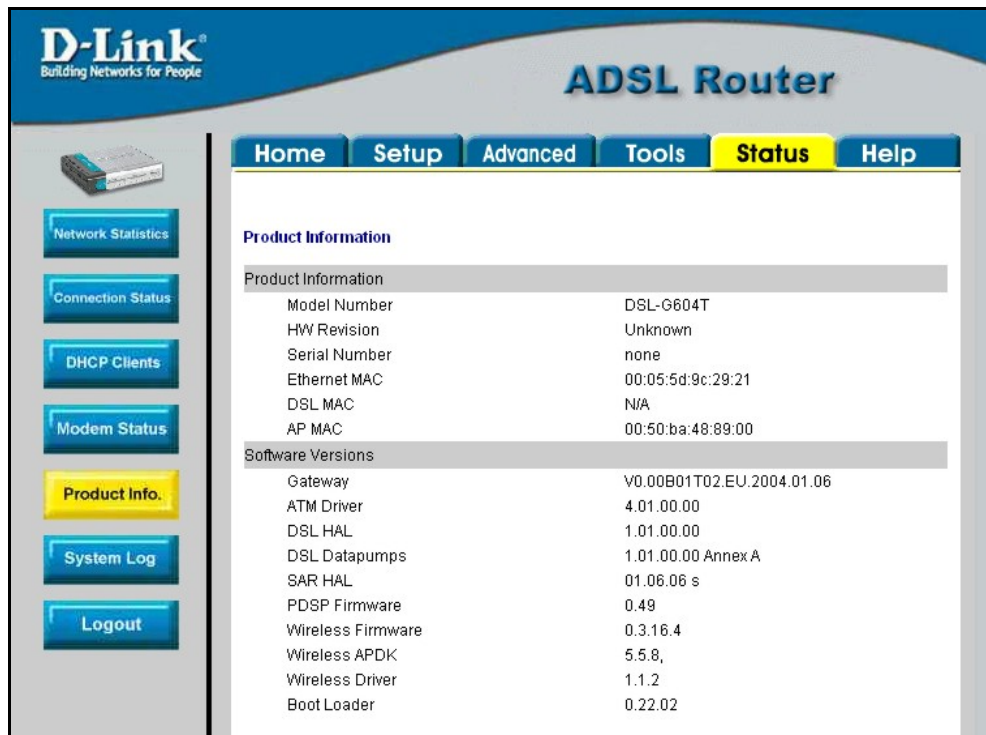 D-Link®
Building Networks for People
ADSL Router
Home Setup Advanced Tools Status Help
Network Statistics
Connection Status
DHCP Clients
Modem Status
Product Info.
System Log
Logout
Product Information
Product Information
Model Number DSL-G604T
HW Revision Unknown
Serial Number none
Ethernet MAC 00:05:5d:9c:29:21
DSL MAC N/A
AP MAC 00:50:ba:48:89:00
Software Versions
Gateway V0.00B01T02.EU.2004.01.06
ATM Driver 4.01.00.00
DSL HAL 1.01.00.00
DSL Datapumps 1.01.00.00 Annex A
SAR HAL 01.06.06 s
PDSP Firmware 0.49
Wireless Firmware 0.3.16.4
Wireless APDK 5.5.8,
Wireless Driver 1.1.2
Boot Loader 0.22.02